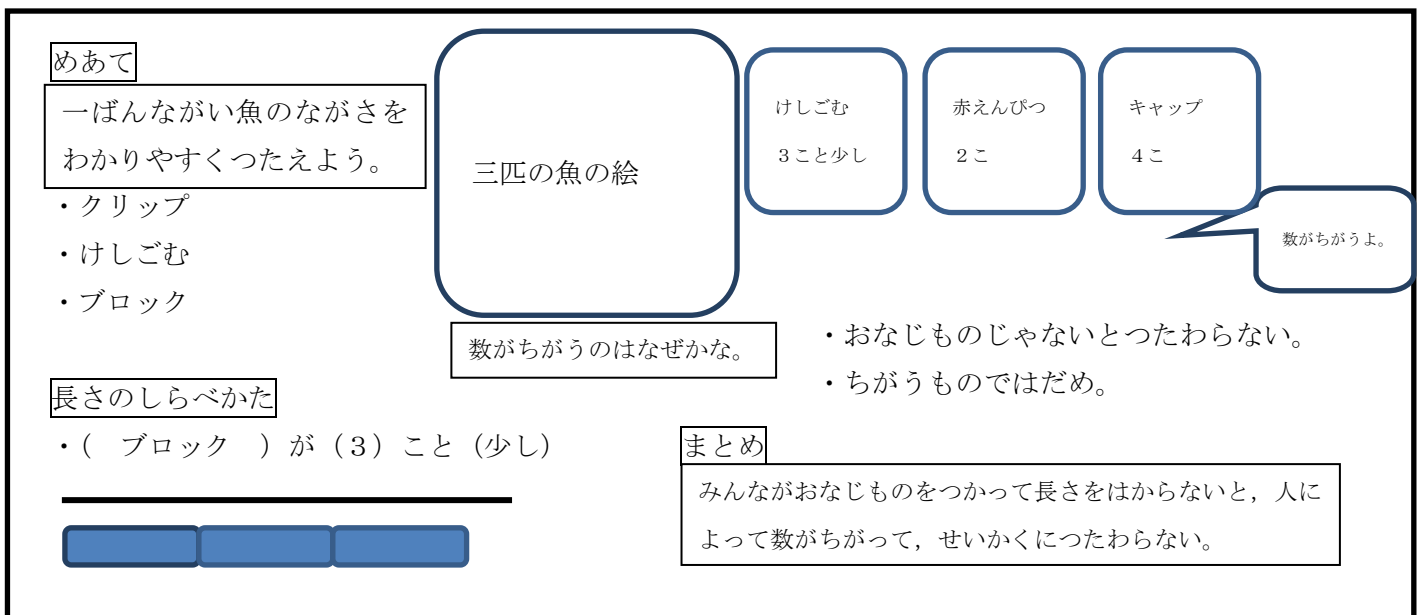 めあて
一ばんながい魚のながさを
わかりやすくつたえよう。
・クリップ
・けしごむ
・ブロック
三匹の魚の絵
けしごむ
３こと少し
赤えんぴつ
２こ
キャップ
４こ
数がちがうよ。
数がちがうのはなぜかな。
・おなじものじゃないとつたわらない。
・ちがうものではだめ。
長さのしらべかた
・（　ブロック　）が（３）こと（少し）
まとめ
みんながおなじものをつかって長さをはからないと，人に
よって数がちがって，せいかくにつたわらない。